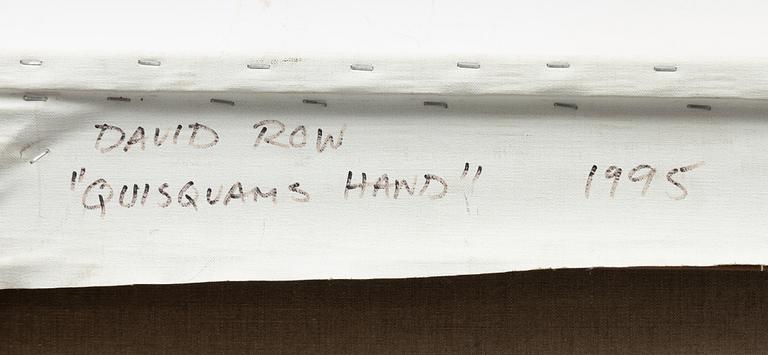 DAVID ROW
"QUISQUAMS HAND" 1995